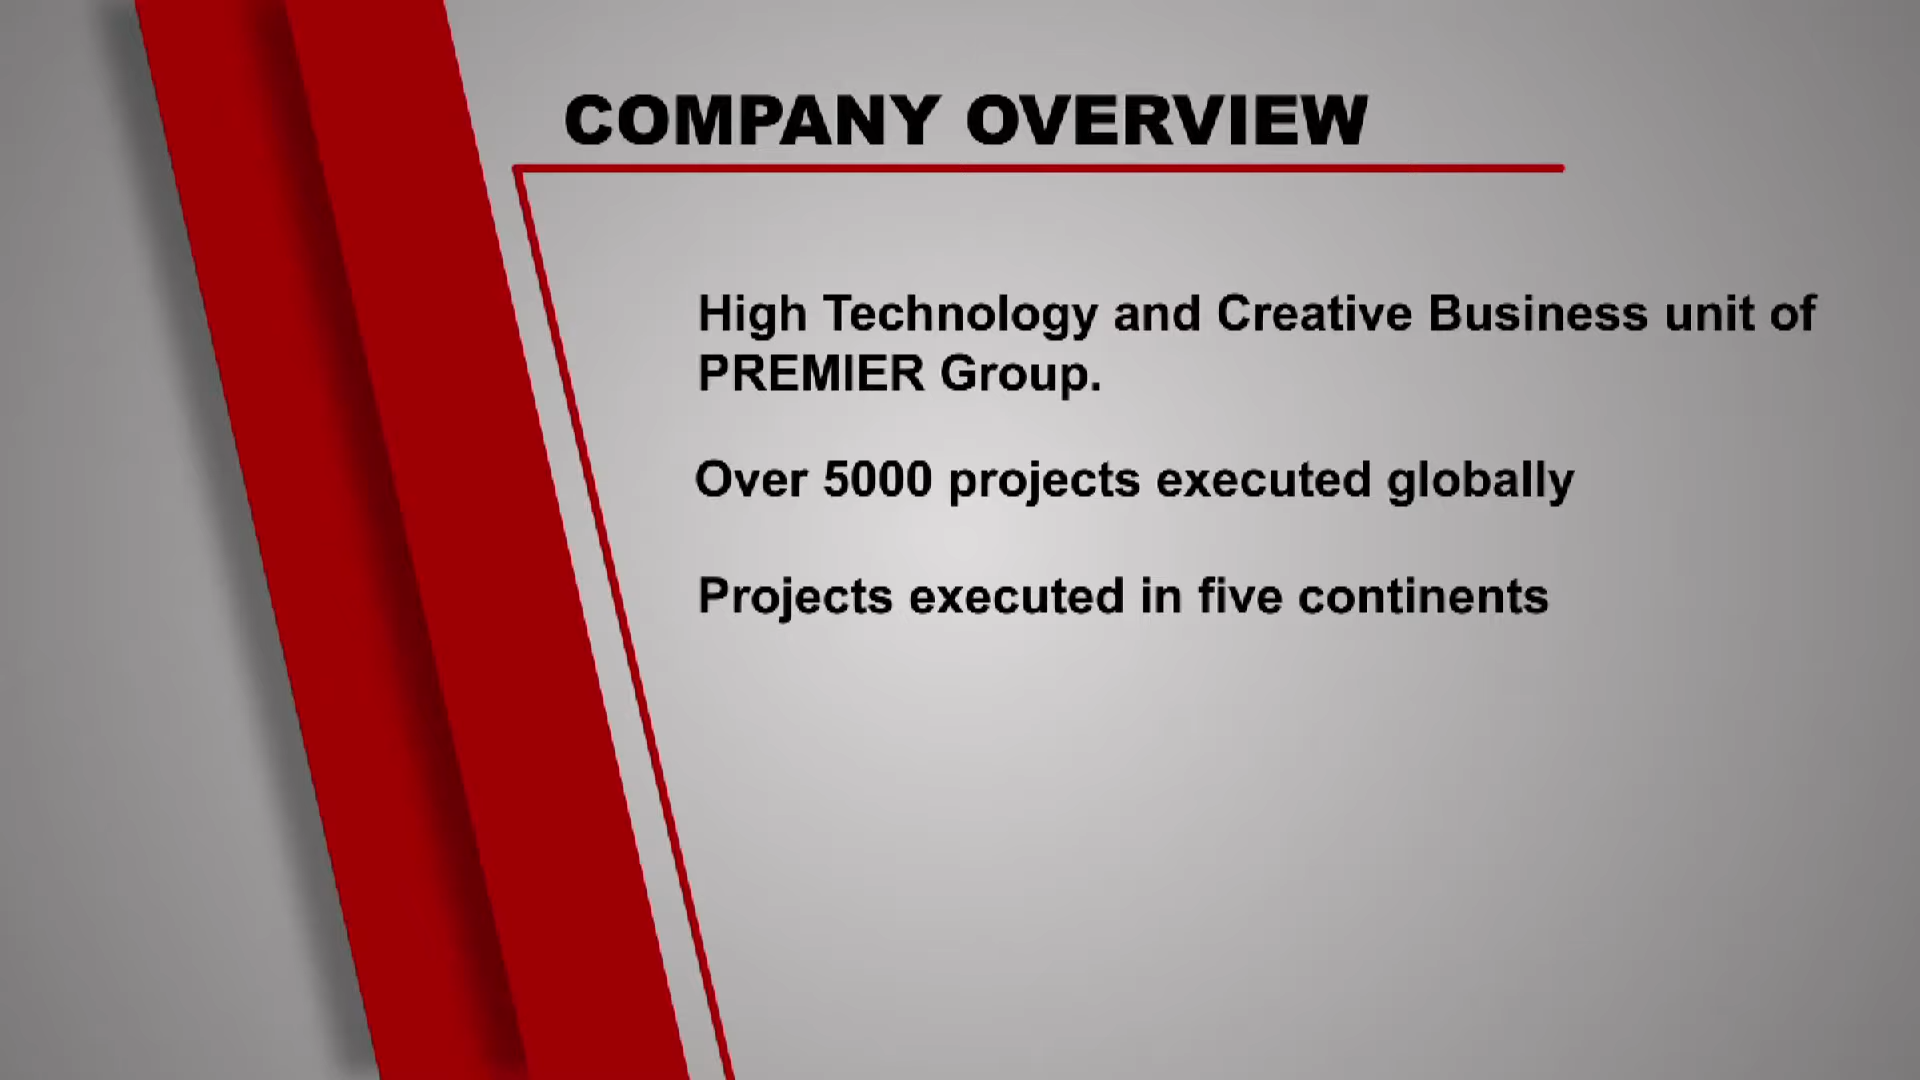 COMPANY OVERVIEW
High Technology and Creative Business unit of
PREMIER Group.
Over 5000 projects executed globally
Projects executed in five continents